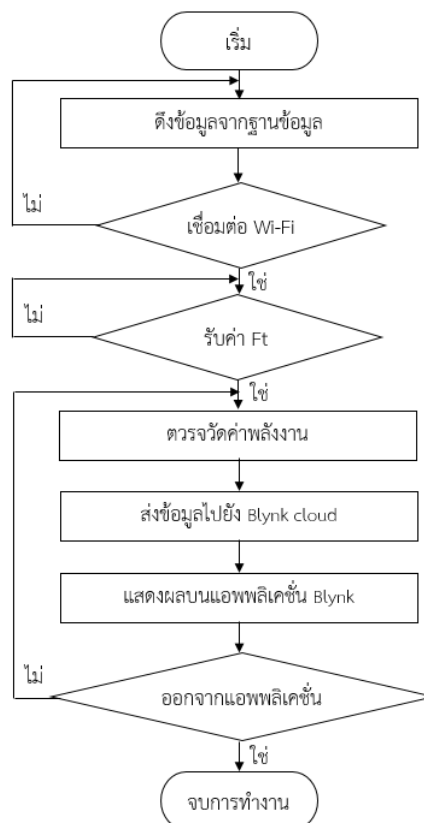 เริ่ม
ดึงข้อมูลจากฐานข้อมูล
ไม่
เชื่อมต่อ Wi-Fi
ใช่
ไม่
รับค่า Ft
ใช่
ตวรจวัดค่าพลังงาน
ส่งข้อมูลไปยัง Blynk cloud
แสดงผลบนแอพพลิเคชั่น Blynk
ไม่
ออกจากแอพพลิเคชั่น
ใช่
จบการทำงาน